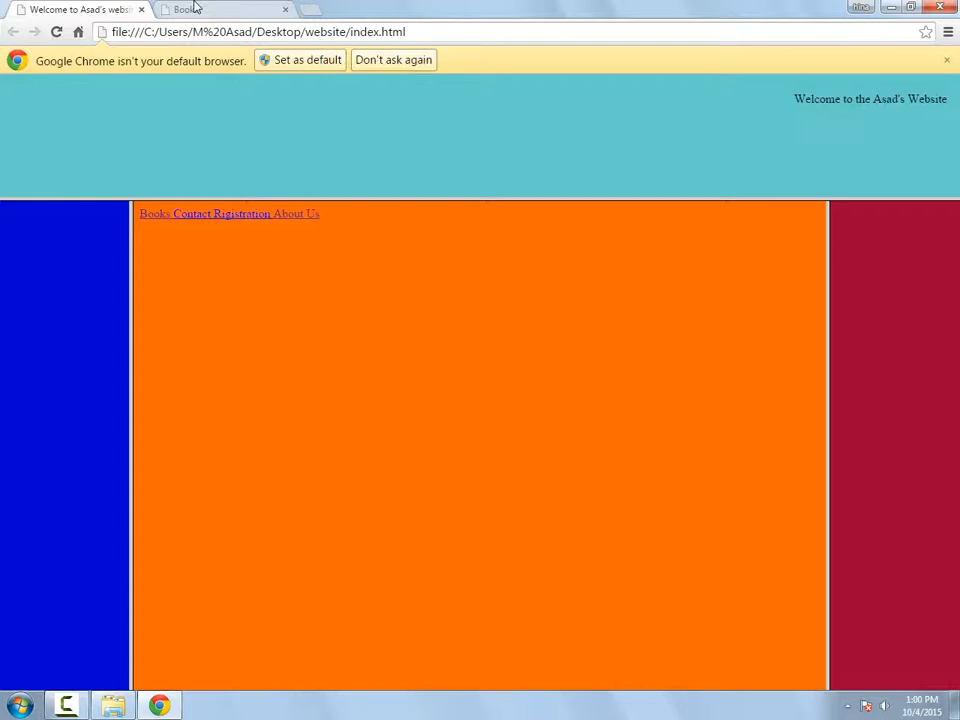 Welcome to Asad's websi
Book
hina
file:///C:/Users/M%20Asad/Desktop/website/index.html
Google Chrome isn't your default browser.
Set as default
Don't ask again
Welcome to the Asad's Website
Books Contact Rigistration About Us
1:00 PM
10/4/2015